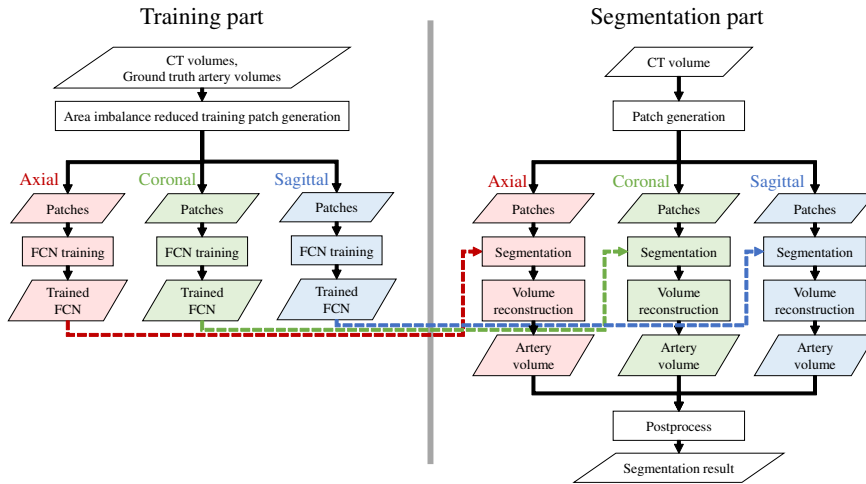 Training part
CT volumes,
Ground truth artery volumes
Area imbalance reduced training patch generation
Axial
Coronal
Sagittal
Patches
Patches
Patches
FCN training
FCN training
FCN training
Trained
FCN
Trained
FCN
Trained
FCN
Segmentation part
CT volume
Patch generation
Axial
Coronal
Sagittal
Patches
Patches
Patches
Segmentation
Segmentation
Segmentation
Volume
reconstruction
Volume
reconstruction
Volume
reconstruction
Artery
volume
Artery
volume
Artery
volume
Postprocess
Segmentation result